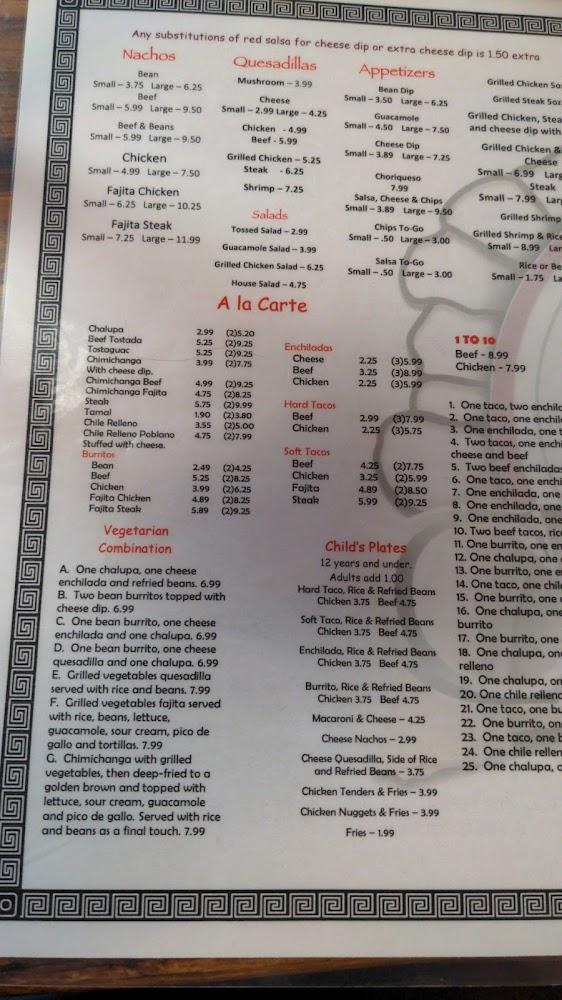 Any substitutions of red salsa for cheese dip or extra cheese dip is 1.50 extra
Nachos
Bean
Small – 3.75 Large – 6.25
Beef
Small – 5.99 Large – 9.50
Beef & Beans
Small – 5.99 Large – 9.50
Chicken
Small – 4.99 Large – 7.50
Fajita Chicken
Small – 6.25 Large – 10.25
Fajita Steak
Small – 7.25 Large – 11.99
Quesadillas
Mushroom – 3.99
Cheese
Small – 2.99 Large – 4.25
Chicken - 4.99
Beef - 5.99
Grilled Chicken – 5.25
Steak - 6.25
Shrimp – 7.25
Salads
Tossed Salad – 2.99
Guacamole Salad – 3.99
Grilled Chicken Salad – 6.25
House Salad – 4.75
Appetizers
Bean Dip
Small – 3.50 Large – 6.25
Guacamole
Small – 4.50 Large – 7.50
Cheese Dip
Small – 3.89 Large – 7.25
Choriqueso
7.99
Salsa, Cheese & Chips
Small – 3.89 Large – 9.50
Chips To-Go
Small – .50 Large – 3.00
Salsa To-Go
Small – .50 Large – 3.00
Grilled Chicken
Grilled Steak 5oz
Grilled Chicken,
and cheese dip with
Grilled Chicken &
Cheese
Small – 6.99
Steak
Small – 7.99
Grilled Shrimp
Grilled Shrimp & Rice
Small – 8.99
Rice or
Small – 1.75
A la Carte
Chalupa 2.99 (2)5.20
Beef Tostada 5.25 (2)9.25
Tostaguac 5.25 (2)9.25
Chimichanga 3.99 (2)7.75
With cheese dip.
Chimichanga Beef 4.99 (2)9.25
Chimichanga Fajita 4.75 (2)8.25
Steak 5.75 (2)9.99
Tamal 1.90 (2)3.80
Chile Relleno 3.55 (2)5.00
Chile Relleno Poblano 4.75 (2)7.99
Stuffed with cheese.
Burritos
Bean 2.49 (2)4.25
Beef 5.25 (2)8.25
Chicken 3.99 (2)6.25
Fajita Chicken 4.89 (2)8.25
Fajita Steak 5.89 (2)9.25
Enchiladas
Cheese 2.25 (3)5.99
Beef 3.25 (3)8.99
Chicken 2.25 (3)5.99
Hard Tacos
Beef 2.99 (3)7.99
Chicken 2.25 (3)5.75
Soft Tacos
Beef 4.25 (2)7.75
Chicken 3.25 (2)5.99
Fajita 4.89 (2)8.50
Steak 5.99 (2)9.25
1 TO 10
Beef - 8.99
Chicken - 7.99
1. One taco, two
2. One taco, one
3. One enchilada, one
4. Two tacos, one
cheese and beef
5. Two beef enchiladas
6. One taco, one
7. One enchilada, one
8. One enchilada, one
9. One enchilada, one
10. Two beef tacos,
11. One burrito, one
12. One chalupa, one
13. One burrito, one
14. One taco, one
15. One burrito, one
16. One chalupa, one
burrito
17. One burrito, one
18. One chalupa,
relleno
19. One chalupa,
20. One chile
21. One taco, one
22. One burrito,
23. One taco, one
24. One chile
25. One chalupa,
Vegetarian
Combination
A. One chalupa, one cheese
enchilada and refried beans. 6.99
B. Two bean burritos topped with
cheese dip. 6.99
C. One bean burrito, one cheese
enchilada and one chalupa. 6.99
D. One bean burrito, one cheese
quesadilla and one chalupa. 6.99
E. Grilled vegetables quesadilla
served with rice and beans. 7.99
F. Grilled vegetables fajita served
with rice, beans, lettuce,
guacamole, sour cream, pico de
gallo and tortillas. 7.99
G. Chimichanga with grilled
vegetables, then deep-fried to a
golden brown and topped with
lettuce, sour cream, guacamole
and pico de gallo. Served with rice
and beans as a final touch. 7.99
Child's Plates
12 years and under.
Adults add 1.00
Hard Taco, Rice & Refried Beans
Chicken 3.75 Beef 4.75
Soft Taco, Rice & Refried Beans
Chicken 3.75 Beef 4.75
Enchilada, Rice & Refried Beans
Chicken 3.75 Beef 4.75
Burrito, Rice & Refried Beans
Chicken 3.75 Beef 4.75
Macaroni & Cheese – 4.25
Cheese Nachos – 2.99
Cheese Quesadilla, Side of Rice
and Refried Beans – 3.75
Chicken Tenders & Fries – 3.99
Chicken Nuggets & Fries – 3.99
Fries – 1.99